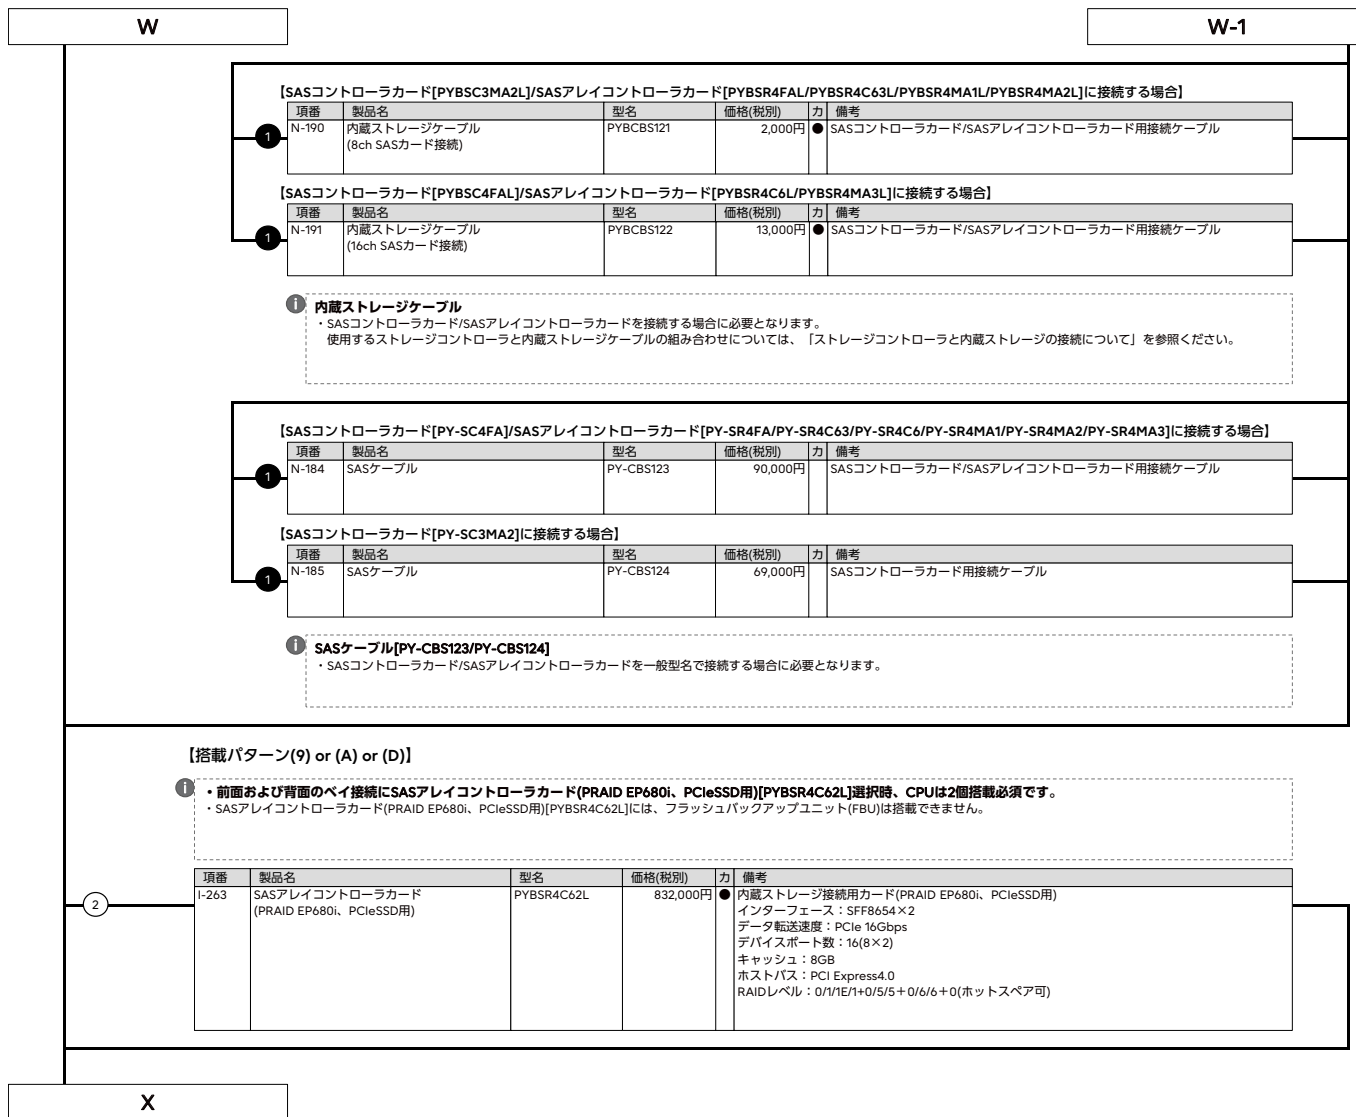 W
W-1
【SASコントローラカード[PYBSC3MA2L]/SASアレイコントローラカード[PYBSR4FAL/PYBSR4C63L/PYBSR4MA1L/PYBSR4MA2L]に接続する場合】
項番 製品名 型名 価格(税別) カ 備考
1 N-190 内蔵ストレージケーブル PYBCBS121 2,000円 ● SASコントローラカード/SASアレイコントローラカード用接続ケーブル
(8ch SASカード接続)
【SASコントローラカード[PYBSC4FAL]/SASアレイコントローラカード[PYBSR4C6L/PYBSR4MA3L]に接続する場合】
項番 製品名 型名 価格(税別) カ 備考
1 N-191 内蔵ストレージケーブル PYBCBS122 13,000円 ● SASコントローラカード/SASアレイコントローラカード用接続ケーブル
(16ch SASカード接続)
i 内蔵ストレージケーブル
・SASコントローラカード/SASアレイコントローラカードを接続する場合に必要となります。
使用するストレージコントローラと内蔵ストレージケーブルの組み合わせについては、「ストレージコントローラと内蔵ストレージの接続について」を参照ください。
【SASコントローラカード[PY-SC4FA]/SASアレイコントローラカード[PY-SR4FA/PY-SR4C63/PY-SR4C6/PY-SR4MA1/PY-SR4MA2/PY-SR4MA3]に接続する場合】
項番 製品名 型名 価格(税別) カ 備考
1 N-184 SASケーブル PY-CBS123 90,000円 SASコントローラカード/SASアレイコントローラカード用接続ケーブル
【SASコントローラカード[PY-SC3MA2]に接続する場合】
項番 製品名 型名 価格(税別) カ 備考
1 N-185 SASケーブル PY-CBS124 69,000円 SASコントローラカード用接続ケーブル
i SASケーブル[PY-CBS123/PY-CBS124]
・SASコントローラカード/SASアレイコントローラカードを一般型名で接続する場合に必要となります。
【搭載パターン(9) or (A) or (D)】
i ・前面および背面のベイ接続にSASアレイコントローラカード(PRAID EP680i、PCIeSSD用)[PYBSR4C62L]選択時、CPUは2個搭載必須です。
・SASアレイコントローラカード(PRAID EP680i、PCIeSSD用)[PYBSR4C62L]には、フラッシュバックアップユニット(FBU)は搭載できません。
項番 製品名 型名 価格(税別) カ 備考
2 I-263 SASアレイコントローラカード PYBSR4C62L 832,000円 ● 内蔵ストレージ接続用カード(PRAID EP680i、PCIeSSD用)
(PRAID EP680i、PCIeSSD用) インターフェース：SFF8654×2
データ転送速度：PCIe 16Gbps
デバイスポート数：16(8×2)
キャッシュ：8GB
ホストバス：PCI Express4.0
RAIDレベル：0/1/1E/1+0/5/5＋0/6/6＋0(ホットスペア可)
X